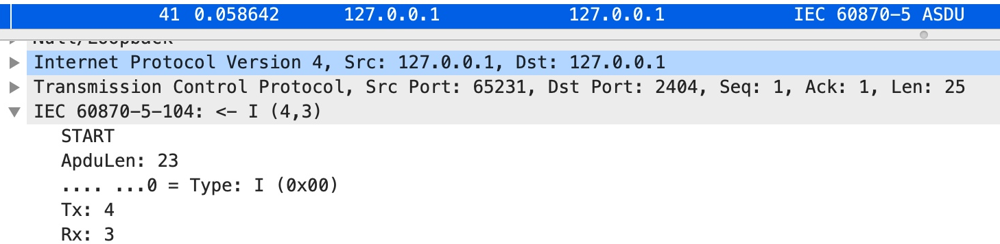 41 0.058642 127.0.0.1 127.0.0.1 IEC 60870-5 ASDU
Null/Loopback
Internet Protocol Version 4, Src: 127.0.0.1, Dst: 127.0.0.1
Transmission Control Protocol, Src Port: 65231, Dst Port: 2404, Seq: 1, Ack: 1, Len: 25
IEC 60870-5-104: <- I (4,3)
START
ApduLen: 23
.... ...0 = Type: I (0x00)
Tx: 4
Rx: 3